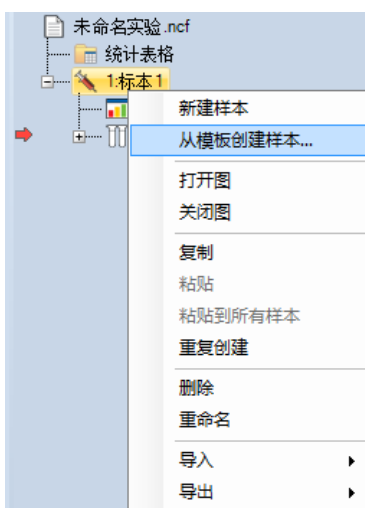 未命名实验.ncf
统计表格
1:标本1
新建样本
从模板创建样本...
打开图
关闭图
复制
粘贴
粘贴到所有样本
重复创建
删除
重命名
导入
导出